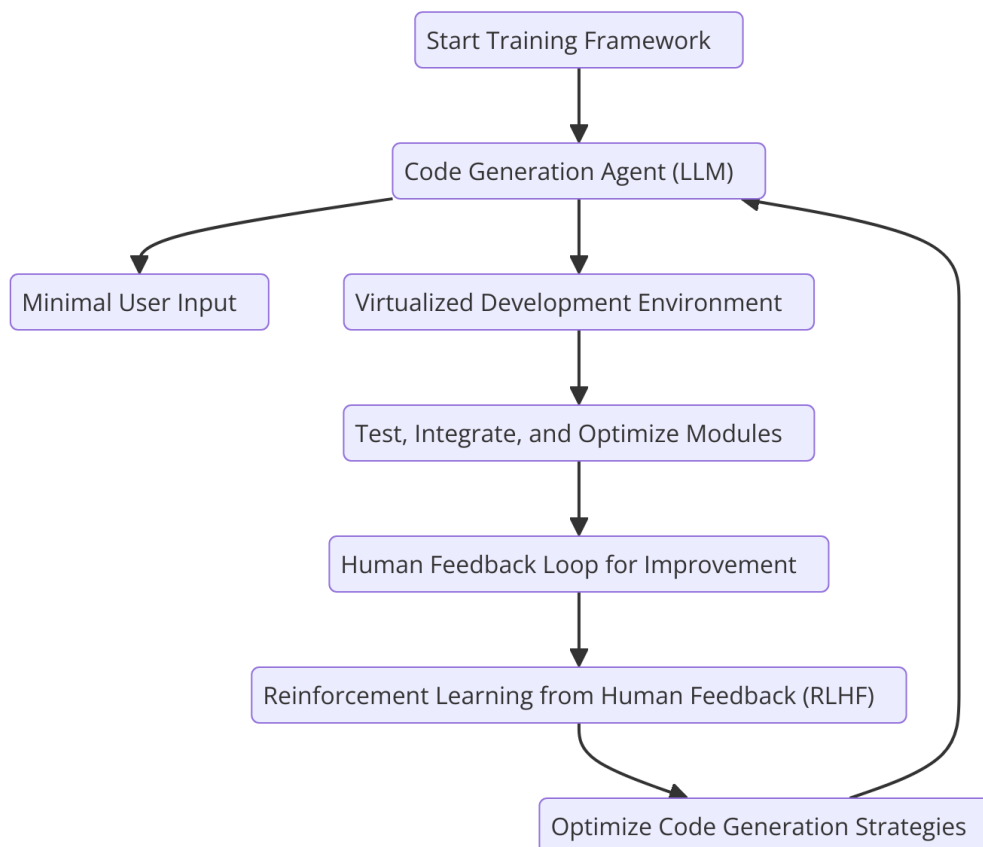 Start Training Framework
Code Generation Agent (LLM)
Minimal User Input
Virtualized Development Environment
Test, Integrate, and Optimize Modules
Human Feedback Loop for Improvement
Reinforcement Learning from Human Feedback (RLHF)
Optimize Code Generation Strategies